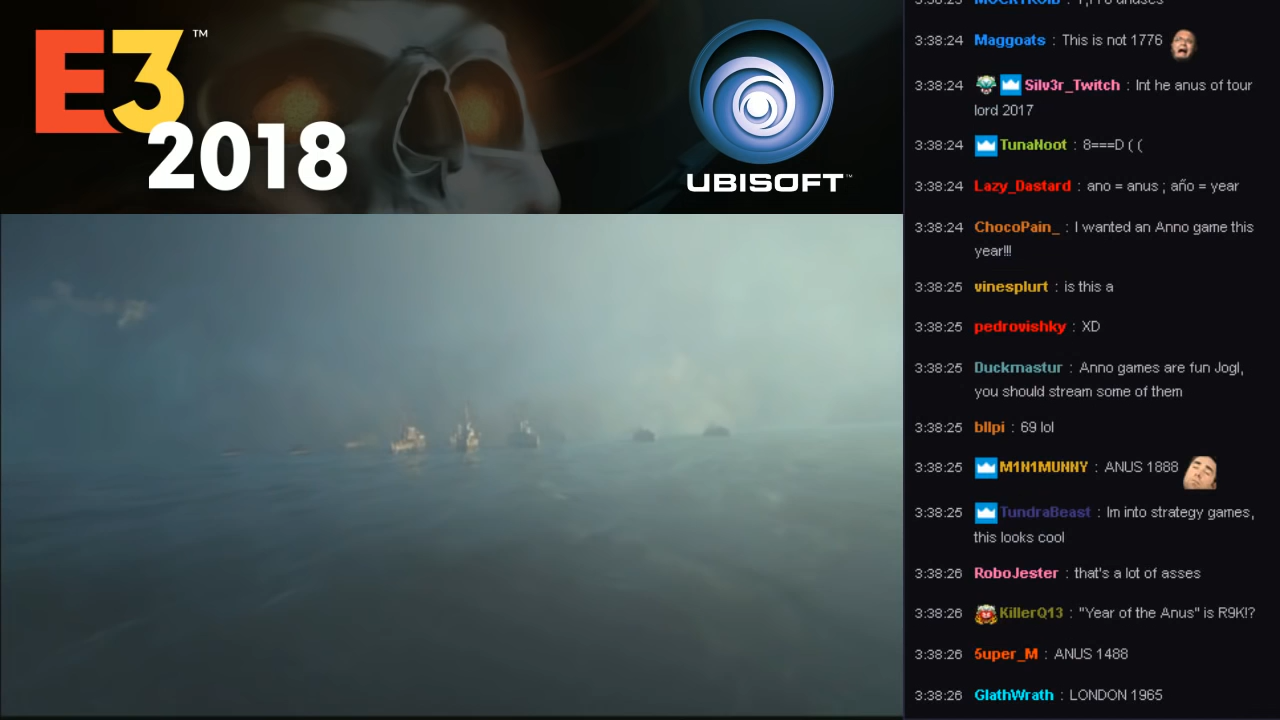 E3™
2018
UBISOFT™
3:38:24 Maggoats : This is not 1776
3:38:24 Silv3r_Twitch : Int he anus of tour
lord 2017
3:38:24 TunaNoot : 8===D ( (
3:38:24 Lazy_Dastard : ano = anus ; año = year
3:38:24 ChocoPain_ : I wanted an Anno game this
year!!!
3:38:25 vinesplurt : is this a
3:38:25 pedrovishky : XD
3:38:25 Duckmastur : Anno games are fun Jogl,
you should stream some of them
3:38:25 bllpi : 69 lol
3:38:25 M1N1MUNNY : ANUS 1888
3:38:25 TundraBeast : Im into strategy games,
this looks cool
3:38:26 RoboJester : that's a lot of asses
3:38:26 KillerQ13 : "Year of the Anus" is R9K!?
3:38:26 5uper_M : ANUS 1488
3:38:26 GlathWrath : LONDON 1965